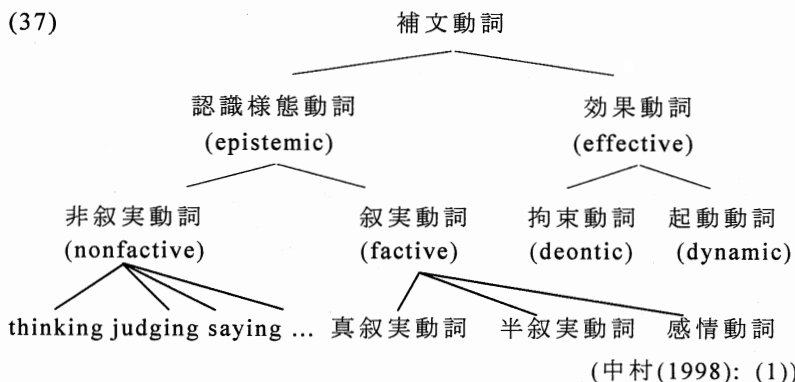 (37) 補文動詞
認識様態動詞 効果動詞
(epistemic) (effective)
非叙実動詞 叙実動詞 拘束動詞 起動動詞
(nonfactive) (factive) (deontic) (dynamic)
thinking judging saying ... 真叙実動詞 半叙実動詞 感情動詞
(中村(1998): (1))